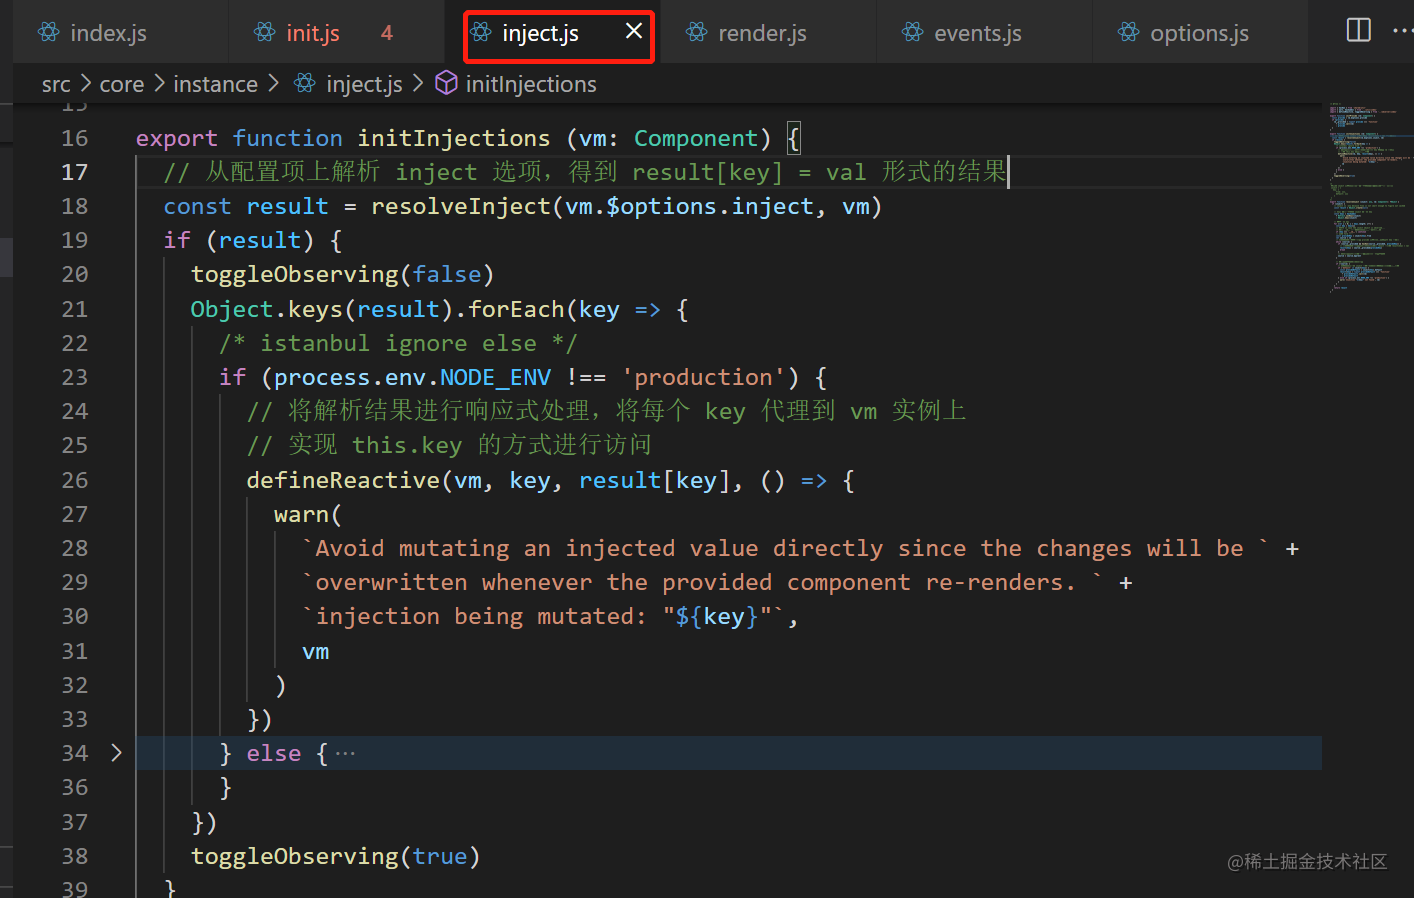 index.js
init.js 4
inject.js
render.js
events.js
options.js
src > core > instance > inject.js > initInjections
15
16 export function initInjections (vm: Component) {
17 // 从配置项上解析 inject 选项，得到 result[key] = val 形式的结果
18 const result = resolveInject(vm.$options.inject, vm)
19 if (result) {
20 toggleObserving(false)
21 Object.keys(result).forEach(key => {
22 /* istanbul ignore else */
23 if (process.env.NODE_ENV !== 'production') {
24 // 将解析结果进行响应式处理，将每个 key 代理到 vm 实例上
25 // 实现 this.key 的方式进行访问
26 defineReactive(vm, key, result[key], () => {
27 warn(
28 `Avoid mutating an injected value directly since the changes will be ` +
29 `overwritten whenever the provided component re-renders. ` +
30 `injection being mutated: "${key}"`,
31 vm
32 )
33 })
34 } else {…
36 }
37 })
38 toggleObserving(true)
39 }
@稀土掘金技术社区